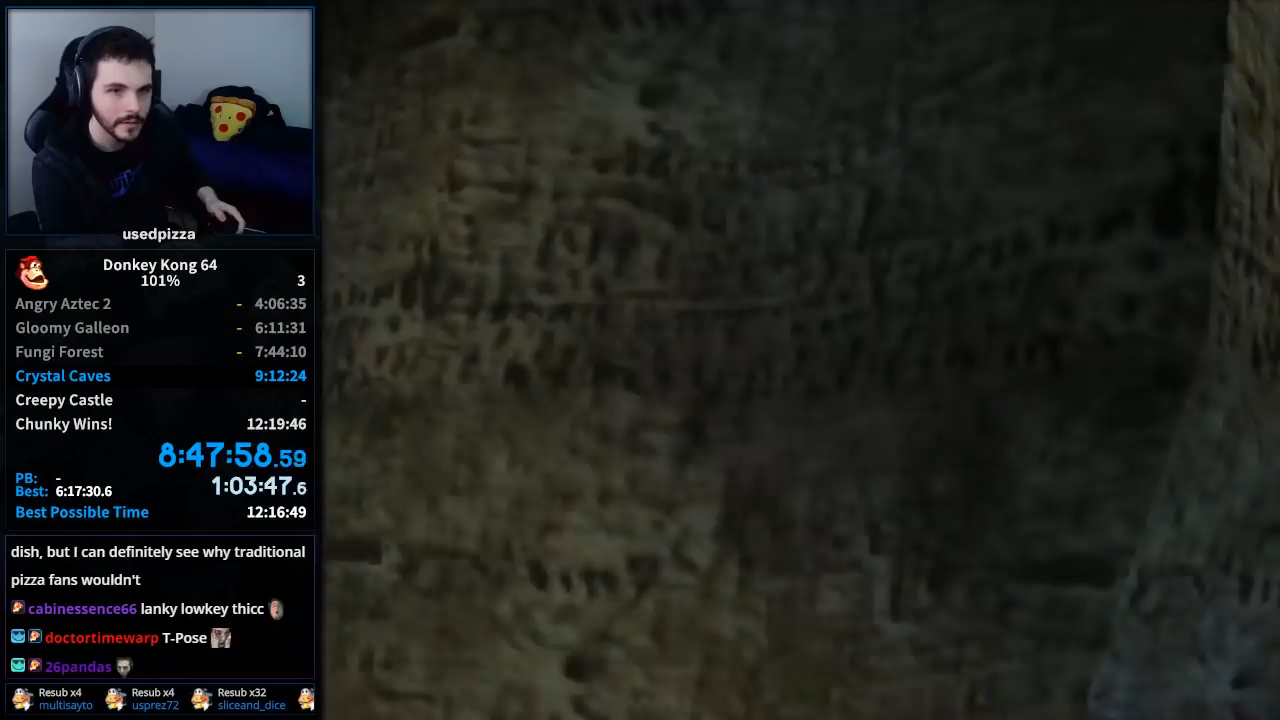 usedpizza
Donkey Kong 64
101% 3
Angry Aztec 2 - 4:06:35
Gloomy Galleon - 6:11:31
Fungi Forest - 7:44:10
Crystal Caves 9:12:24
Creepy Castle -
Chunky Wins! 12:19:46
8:47:58.59
PB: -
Best: 6:17:30.6 1:03:47.6
Best Possible Time 12:16:49
dish, but I can definitely see why traditional
pizza fans wouldn't
cabinessence66 lanky lowkey thicc
doctortimewarp T-Pose
26pandas
Resub x4 Resub x4 Resub x32
multisayto usprez72 sliceand_dice